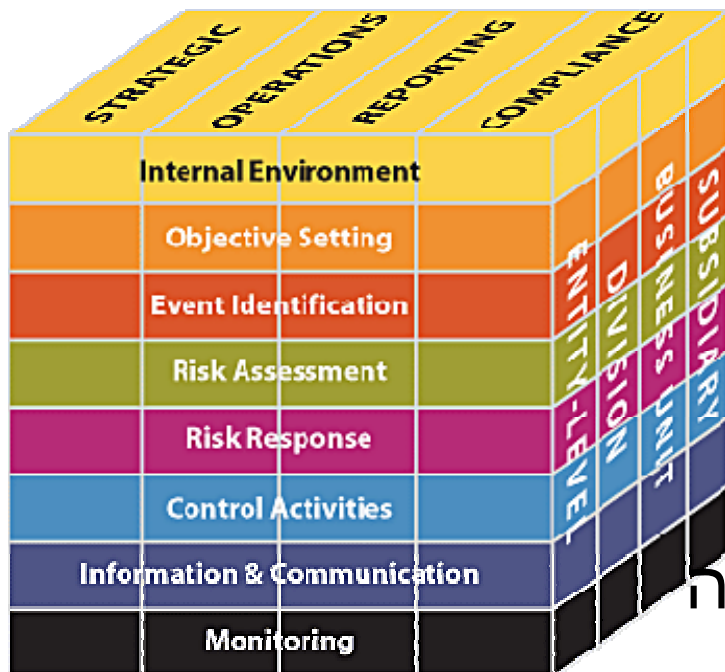 STRATEGIC
OPERATIONS
REPORTING
COMPLIANCE
Internal Environment
Objective Setting
Event Identification
Risk Assessment
Risk Response
Control Activities
Information & Communication
Monitoring
ENTITY-LEVEL
DIVISION
BUSINESS UNIT
SUBSIDIARY